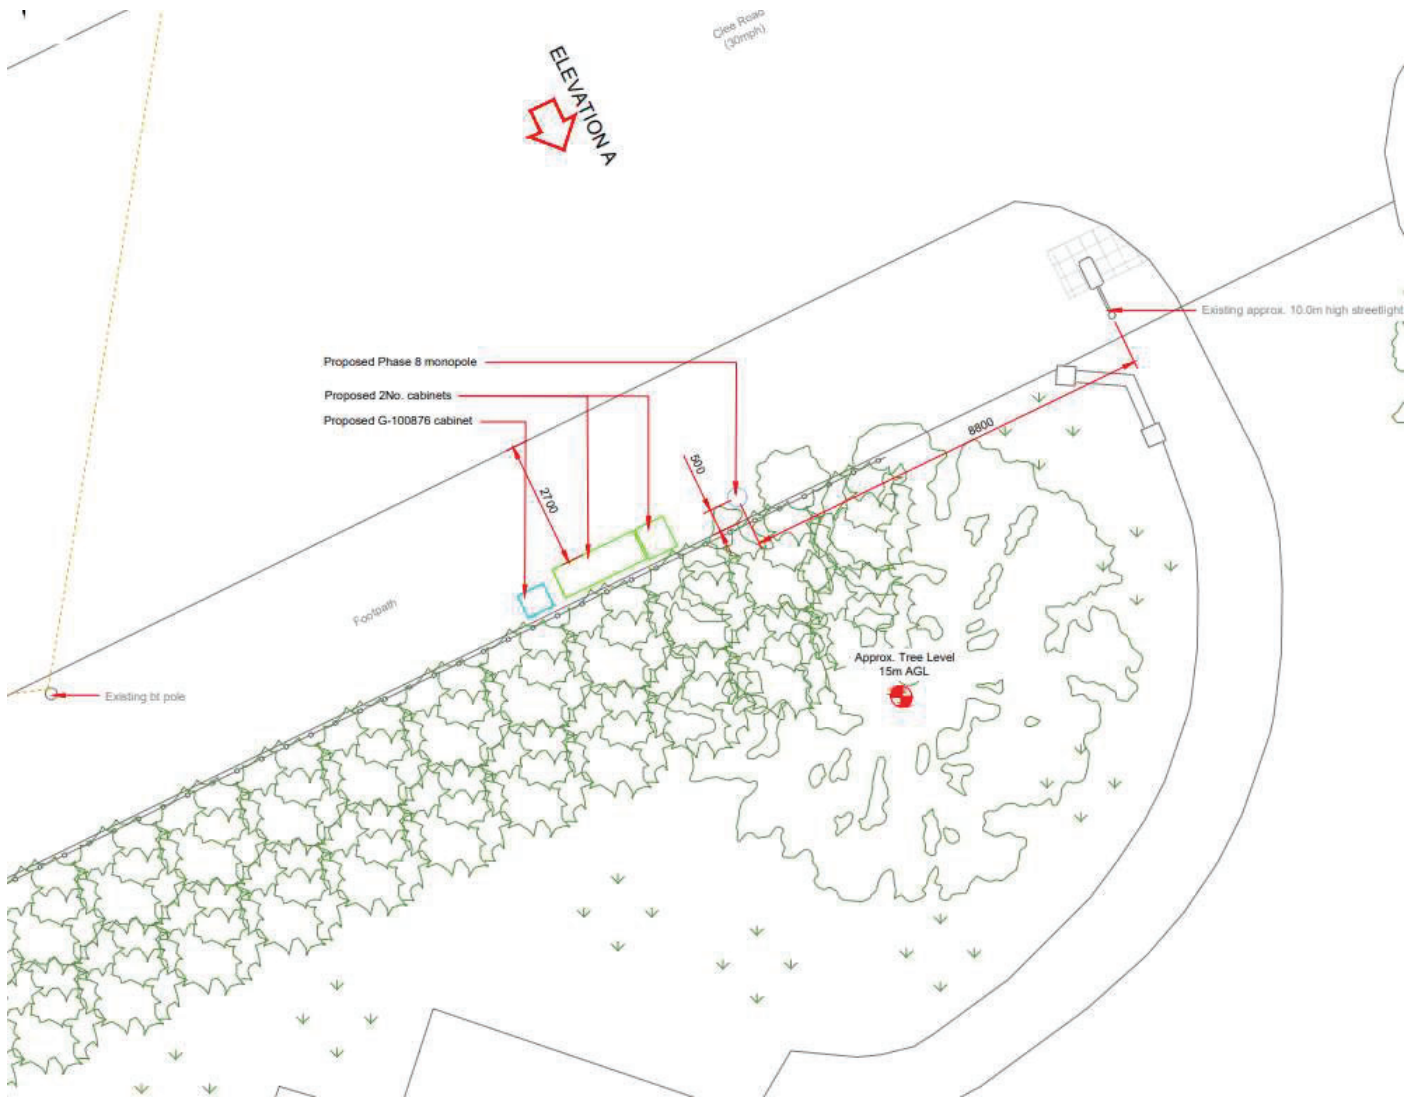 Clee Road
(30mph)
ELEVATION A
Existing approx. 10.0m high streetlight
Proposed Phase 8 monopole
Proposed 2No. cabinets
Proposed G-100876 cabinet
8800
500
2700
Footpath
Approx. Tree Level
15m AGL
Existing bt pole